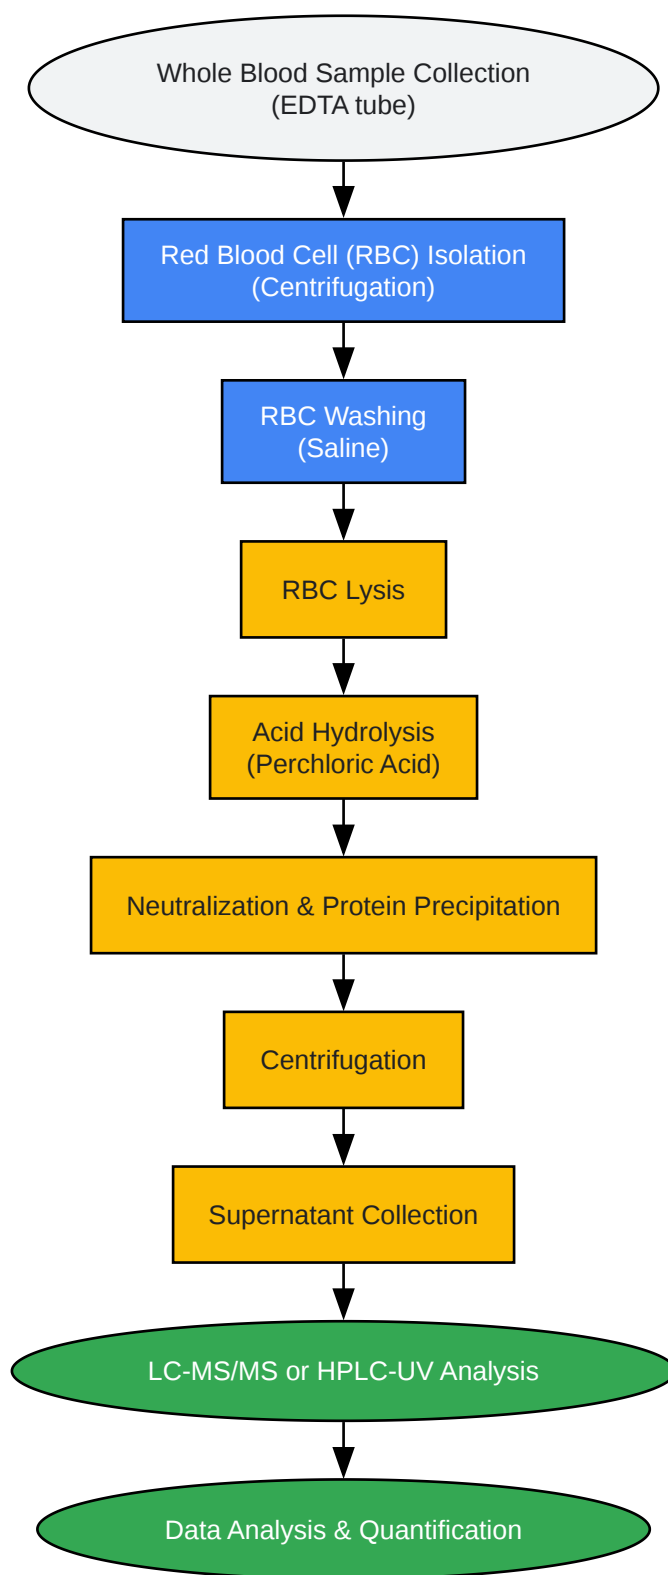 Whole Blood Sample Collection
(EDTA tube)
Red Blood Cell (RBC) Isolation
(Centrifugation)
RBC Washing
(Saline)
RBC Lysis
Acid Hydrolysis
(Perchloric Acid)
Neutralization & Protein Precipitation
Centrifugation
Supernatant Collection
LC-MS/MS or HPLC-UV Analysis
Data Analysis & Quantification